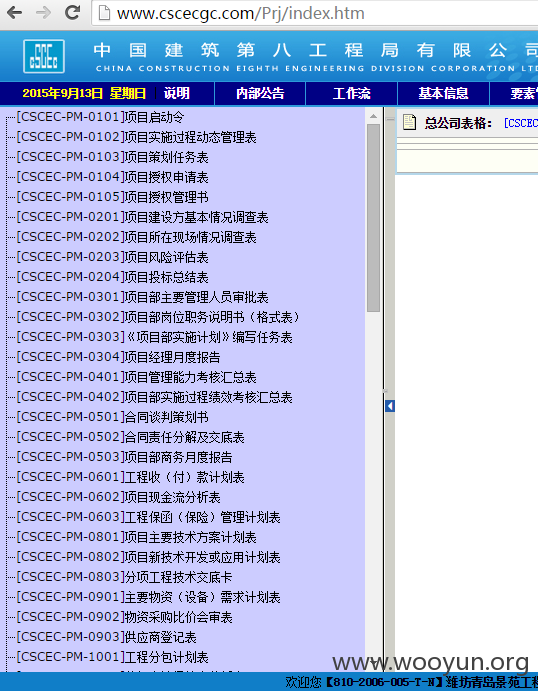 www.cscecgc.com/Prj/index.htm
CSCEC
中国建筑第八工程局有限公司
CHINA CONSTRUCTION EIGHTH ENGINEERING DIVISION CORPORATION LTD
2015年9月13日 星期日 说明 内部公告 工作流 基本信息 要素
总公司表格： [CSCEC
[CSCEC-PM-0101]项目启动令
[CSCEC-PM-0102]项目实施过程动态管理表
[CSCEC-PM-0103]项目策划任务表
[CSCEC-PM-0104]项目授权申请表
[CSCEC-PM-0105]项目授权管理书
[CSCEC-PM-0201]项目建设方基本情况调查表
[CSCEC-PM-0202]项目所在现场情况调查表
[CSCEC-PM-0203]项目风险评估表
[CSCEC-PM-0204]项目投标总结表
[CSCEC-PM-0301]项目部主要管理人员审批表
[CSCEC-PM-0302]项目部岗位职务说明书（格式表）
[CSCEC-PM-0303]《项目部实施计划》编写任务表
[CSCEC-PM-0304]项目经理月度报告
[CSCEC-PM-0401]项目管理能力考核汇总表
[CSCEC-PM-0402]项目部实施过程绩效考核汇总表
[CSCEC-PM-0501]合同谈判策划书
[CSCEC-PM-0502]合同责任分解及交底表
[CSCEC-PM-0503]项目部商务月度报告
[CSCEC-PM-0601]工程收（付）款计划表
[CSCEC-PM-0602]项目现金流分析表
[CSCEC-PM-0603]工程保函（保险）管理计划表
[CSCEC-PM-0801]项目主要技术方案计划表
[CSCEC-PM-0802]项目新技术开发或应用计划表
[CSCEC-PM-0803]分项工程技术交底卡
[CSCEC-PM-0901]主要物资（设备）需求计划表
[CSCEC-PM-0902]物资采购比价会审表
[CSCEC-PM-0903]供应商登记表
[CSCEC-PM-1001]工程分包计划表
www.wooyun.org
欢迎您【810-2006-005-T-N】潍坊青岛景苑工程